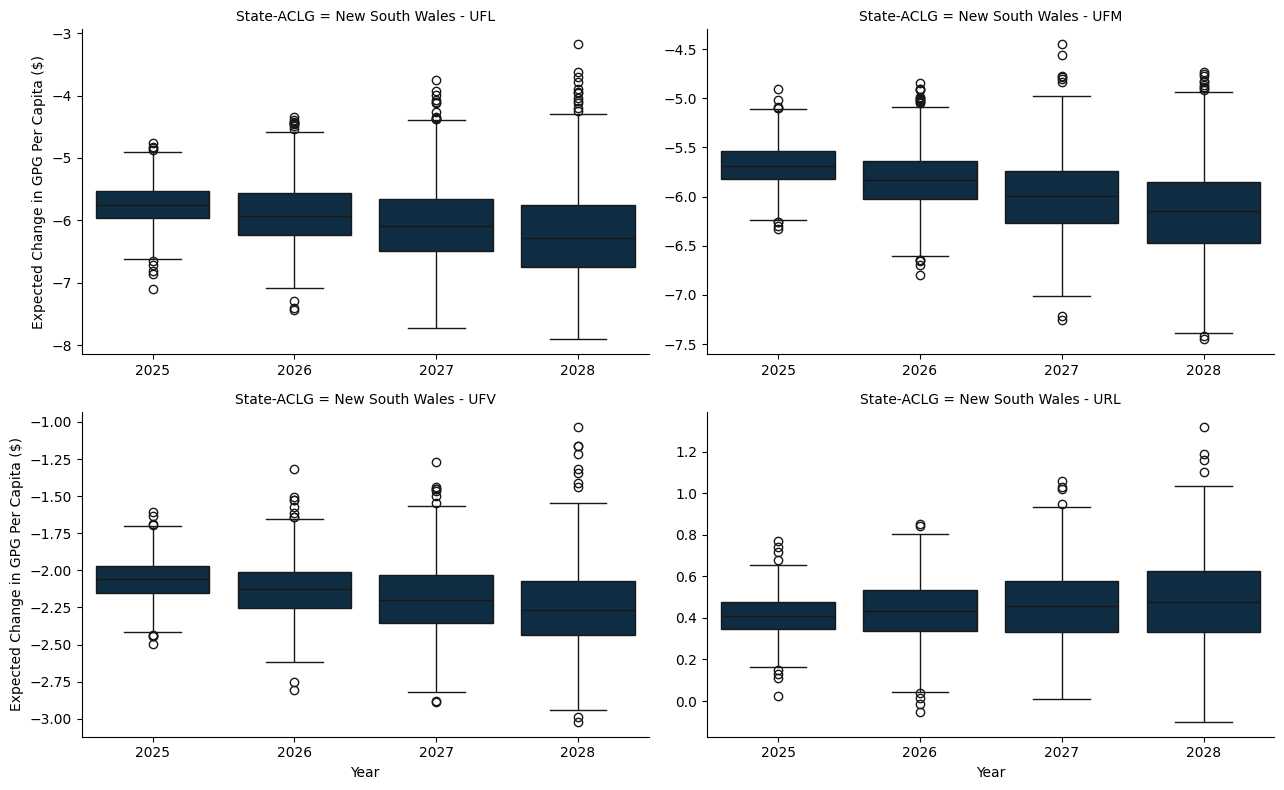 State-ACLG = New South Wales - UFL
Expected Change in GPG Per Capita ($)
−3
−4
−5
−6
−7
−8
2025 2026 2027 2028
State-ACLG = New South Wales - UFM
−4.5
−5.0
−5.5
−6.0
−6.5
−7.0
−7.5
2025 2026 2027 2028
State-ACLG = New South Wales - UFV
Expected Change in GPG Per Capita ($)
−1.00
−1.25
−1.50
−1.75
−2.00
−2.25
−2.50
−2.75
−3.00
2025 2026 2027 2028
Year
State-ACLG = New South Wales - URL
1.2
1.0
0.8
0.6
0.4
0.2
0.0
2025 2026 2027 2028
Year